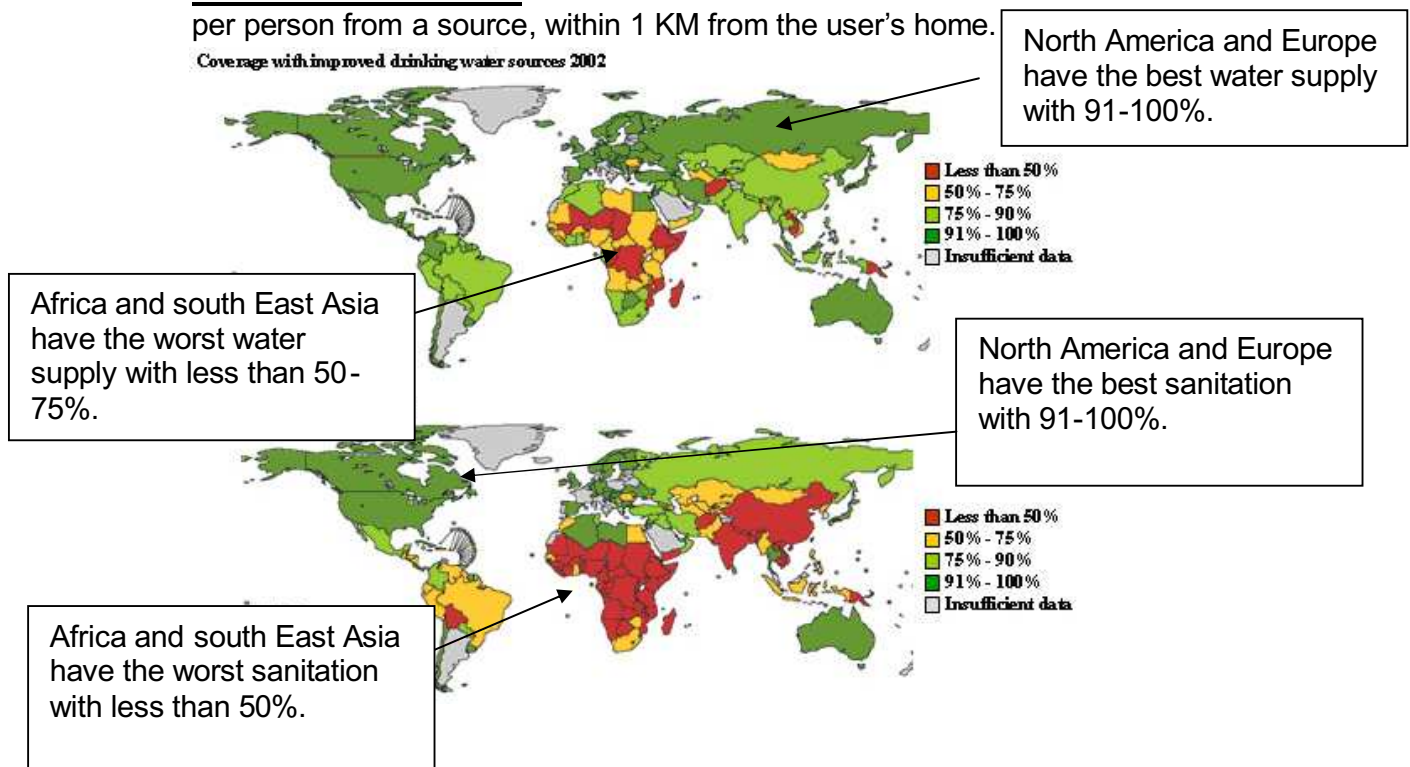 per person from a source, within 1 KM from the user's home.
Coverage with improved drinking water sources 2002
North America and Europe
have the best water supply
with 91-100%.
Less than 50%
50% - 75%
75% - 90%
91% - 100%
Insufficient data
Africa and south East Asia
have the worst water
supply with less than 50-
75%.
North America and Europe
have the best sanitation
with 91-100%.
Less than 50%
50% - 75%
75% - 90%
91% - 100%
Insufficient data
Africa and south East Asia
have the worst sanitation
with less than 50%.